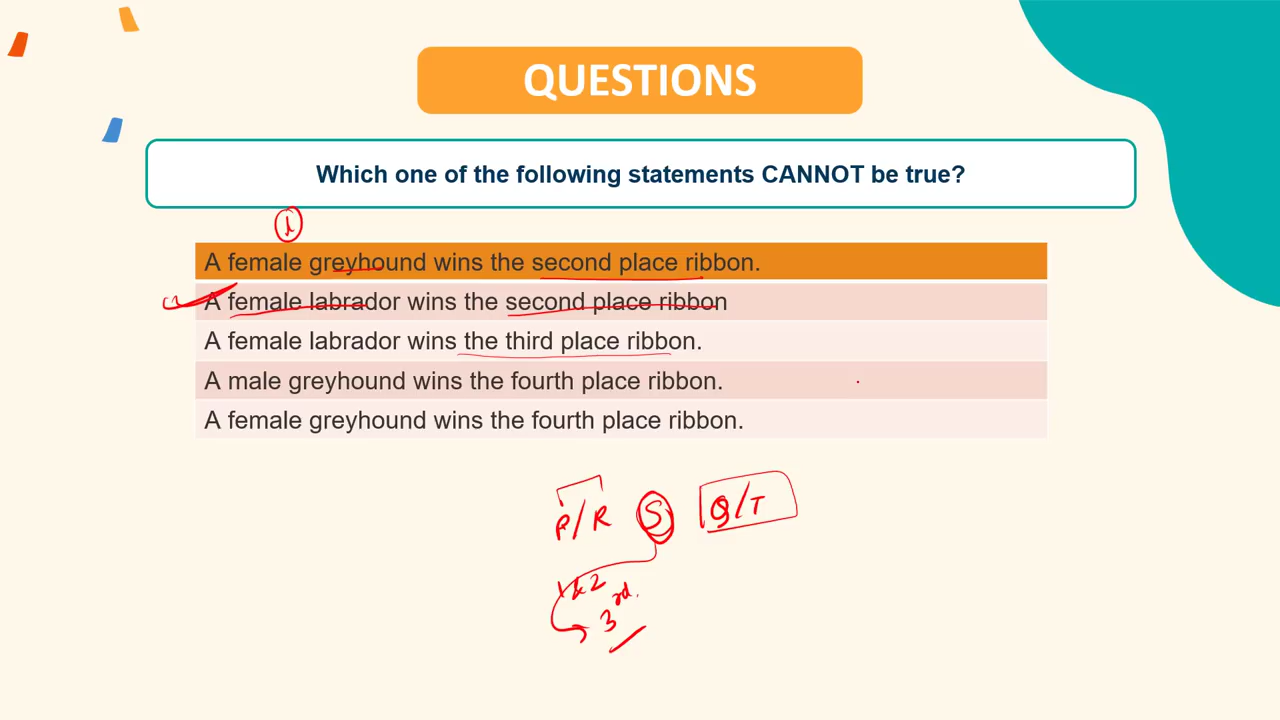 QUESTIONS
Which one of the following statements CANNOT be true?
A female greyhound wins the second place ribbon.
A female labrador wins the second place ribbon
A female labrador wins the third place ribbon.
A male greyhound wins the fourth place ribbon.
A female greyhound wins the fourth place ribbon.
P/R S Q/T
1&2
3rd.